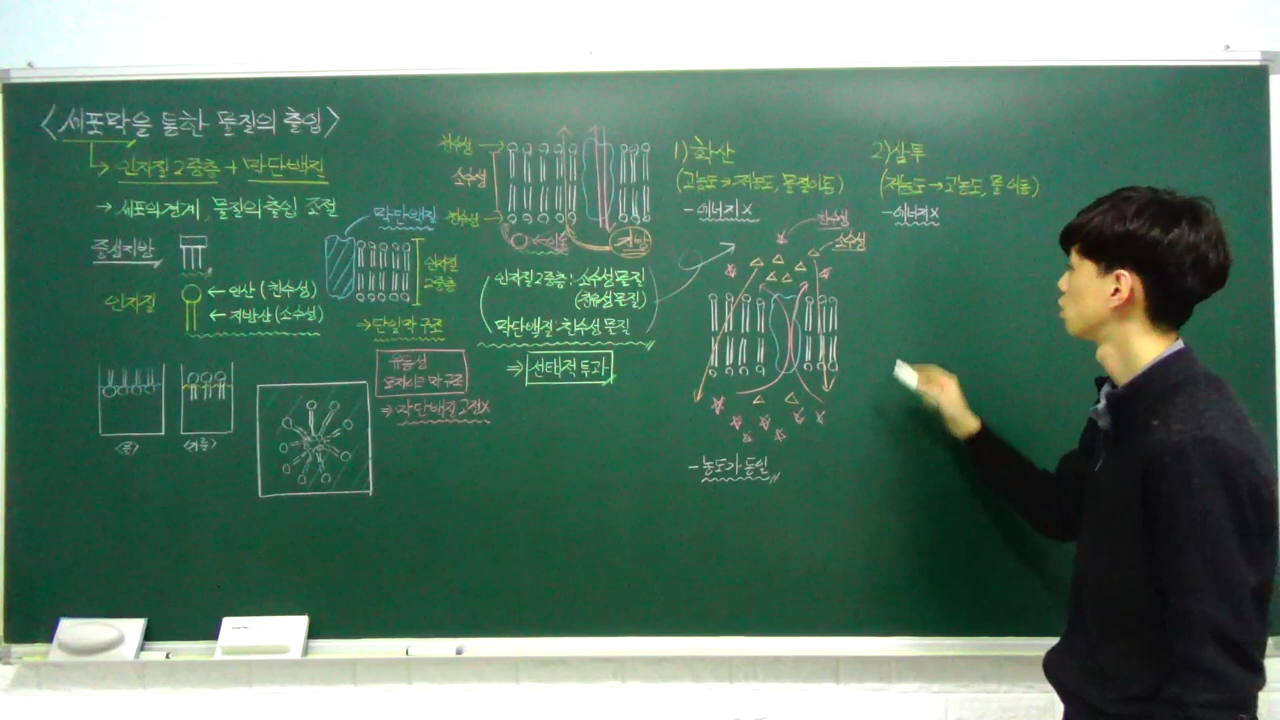 <세포막을 통한 물질의 출입>
→ 인지질 2중층 + 막단백질
→ 세포의 경계, 물질의 출입 조절
중성지방
인지질
← 인산 (친수성)
← 지방산 (소수성)
<물>
<기름>
막단백질
인지질
2중층
→ 단일막 구조
유동성
모자이크 막 구조
⇒ 막단백질 고정X
친수성
소수성
친수성
←이온
지방
인지질 2중층 : 소수성 물질
(친유성 물질)
막단백질 : 친수성 물질
⇒ 선택적 투과
1) 확산
(고농도 → 저농도, 물질 이동)
- 에너지 X
친수성
소수성
- 농도가 동일
2) 삼투
(저농도 → 고농도, 물 이동)
- 에너지 X